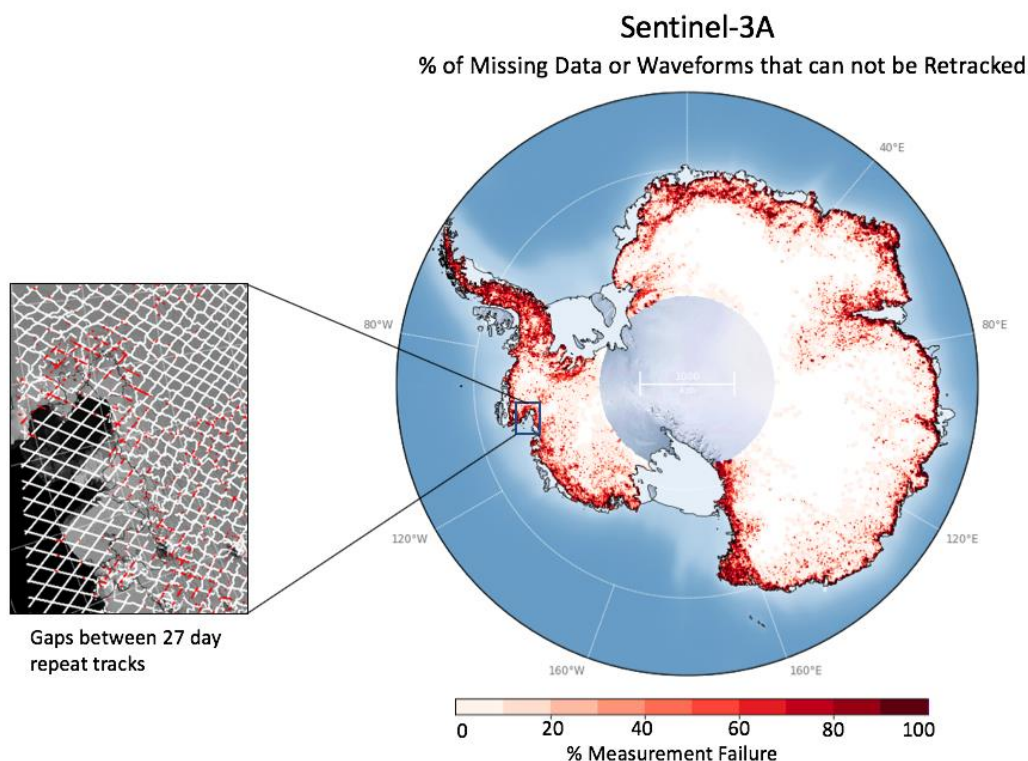 Sentinel-3A
% of Missing Data or Waveforms that can not be Retracked
40°E
80°W
80°E
1000
120°W
120°E
Gaps between 27 day
repeat tracks
160°W
160°E
0 20 40 60 80 100
% Measurement Failure